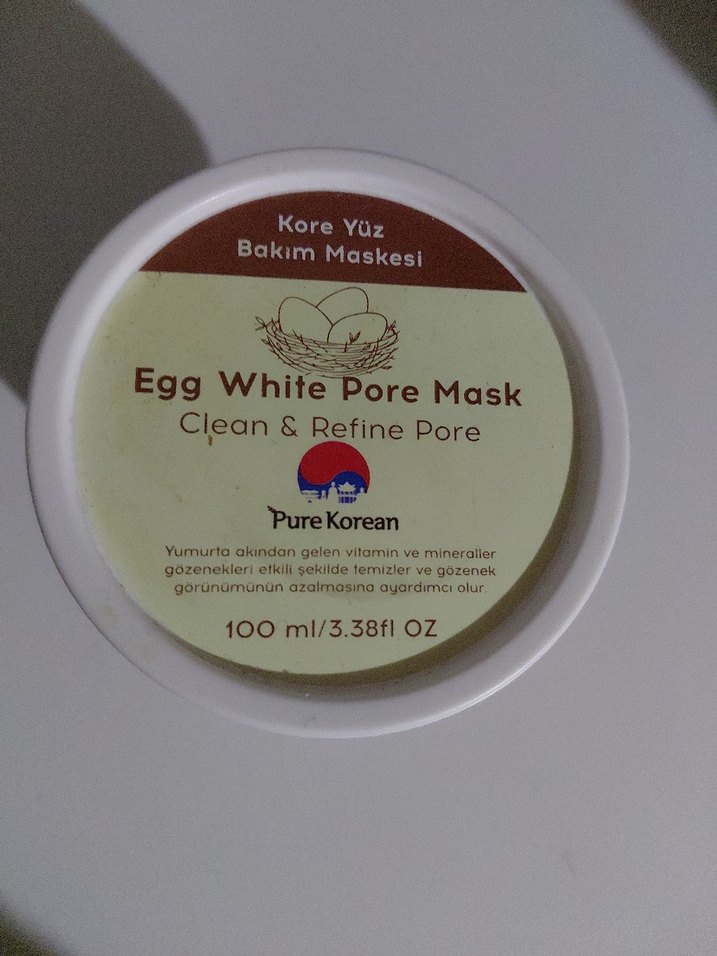 Kore Yüz
Bakım Maskesi
Egg White Pore Mask
Clean & Refine Pore
Pure Korean
Yumurta akından gelen vitamin ve mineraller
gözenekleri etkili şekilde temizler ve gözenek
görünümünün azalmasına ayardımcı olur.
100 ml/3.38fl OZ